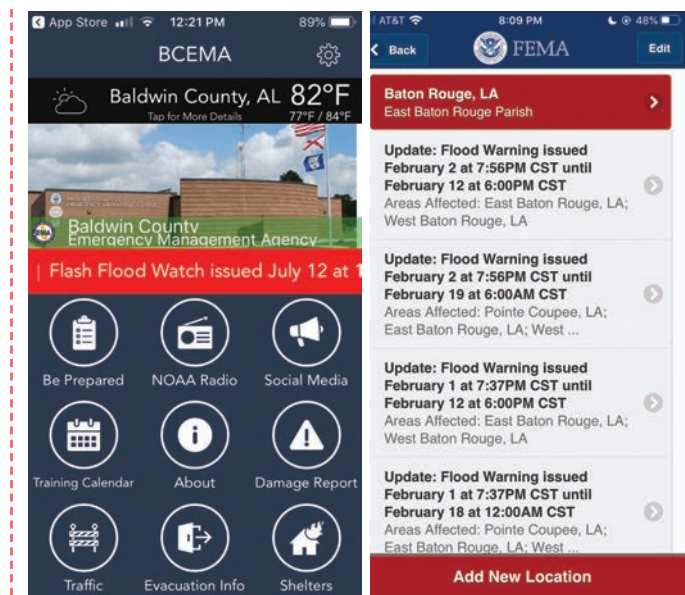 App Store
12:21 PM
89%
BCEMA
Baldwin County, AL 82°F
Tap for More Details
77°F / 84°F
Baldwin County
Emergency Management Agency
| Flash Flood Watch issued July 12 at 1
Be Prepared
NOAA Radio
Social Media
Training Calendar
About
Damage Report
Traffic
Evacuation Info
Shelters
AT&T
8:09 PM
48%
Back
FEMA
Edit
Baton Rouge, LA
East Baton Rouge Parish
Update: Flood Warning issued
February 2 at 7:56PM CST until
February 12 at 6:00PM CST
Areas Affected: East Baton Rouge, LA;
West Baton Rouge, LA
Update: Flood Warning issued
February 2 at 7:56PM CST until
February 19 at 6:00AM CST
Areas Affected: Pointe Coupee, LA;
East Baton Rouge, LA; West ...
Update: Flood Warning issued
February 1 at 7:37PM CST until
February 12 at 6:00PM CST
Areas Affected: East Baton Rouge, LA;
West Baton Rouge, LA
Update: Flood Warning issued
February 1 at 7:37PM CST until
February 18 at 12:00AM CST
Areas Affected: Pointe Coupee, LA;
East Baton Rouge, LA; West ...
Add New Location